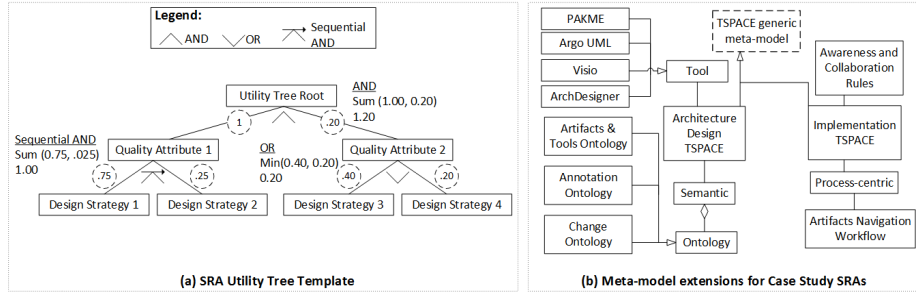 Legend:
AND
OR
Sequential
AND
Utility Tree Root
AND
Sum (1.00, 0.20)
1.20
1
.20
Sequential AND
Sum (0.75, .025)
1.00
Quality Attribute 1
OR
Min(0.40, 0.20)
0.20
Quality Attribute 2
.75
.25
.40
.20
Design Strategy 1
Design Strategy 2
Design Strategy 3
Design Strategy 4
(a) SRA Utility Tree Template
PAKME
Argo UML
Visio
ArchDesigner
Tool
TSPACE generic
meta-model
Awareness and
Collaboration
Rules
Artifacts &
Tools Ontology
Architecture
Design
TSPACE
Implementation
TSPACE
Annotation
Ontology
Semantic
Process-centric
Change
Ontology
Ontology
Artifacts Navigation
Workflow
(b) Meta-model extensions for Case Study SRAs